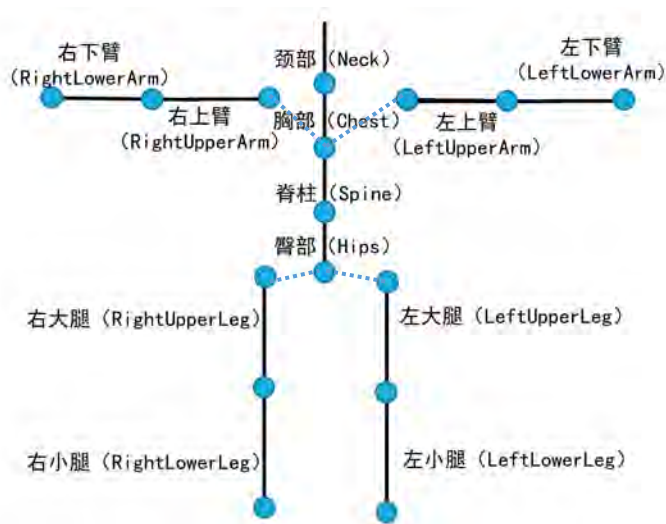 右下臂
(RightLowerArm)
颈部(Neck)
左下臂
(LeftLowerArm)
右上臂
(RightUpperArm)
胸部(Chest)
左上臂
(LeftUpperArm)
脊柱(Spine)
臀部(Hips)
右大腿(RightUpperLeg)
左大腿(LeftUpperLeg)
右小腿(RightLowerLeg)
左小腿(LeftLowerLeg)